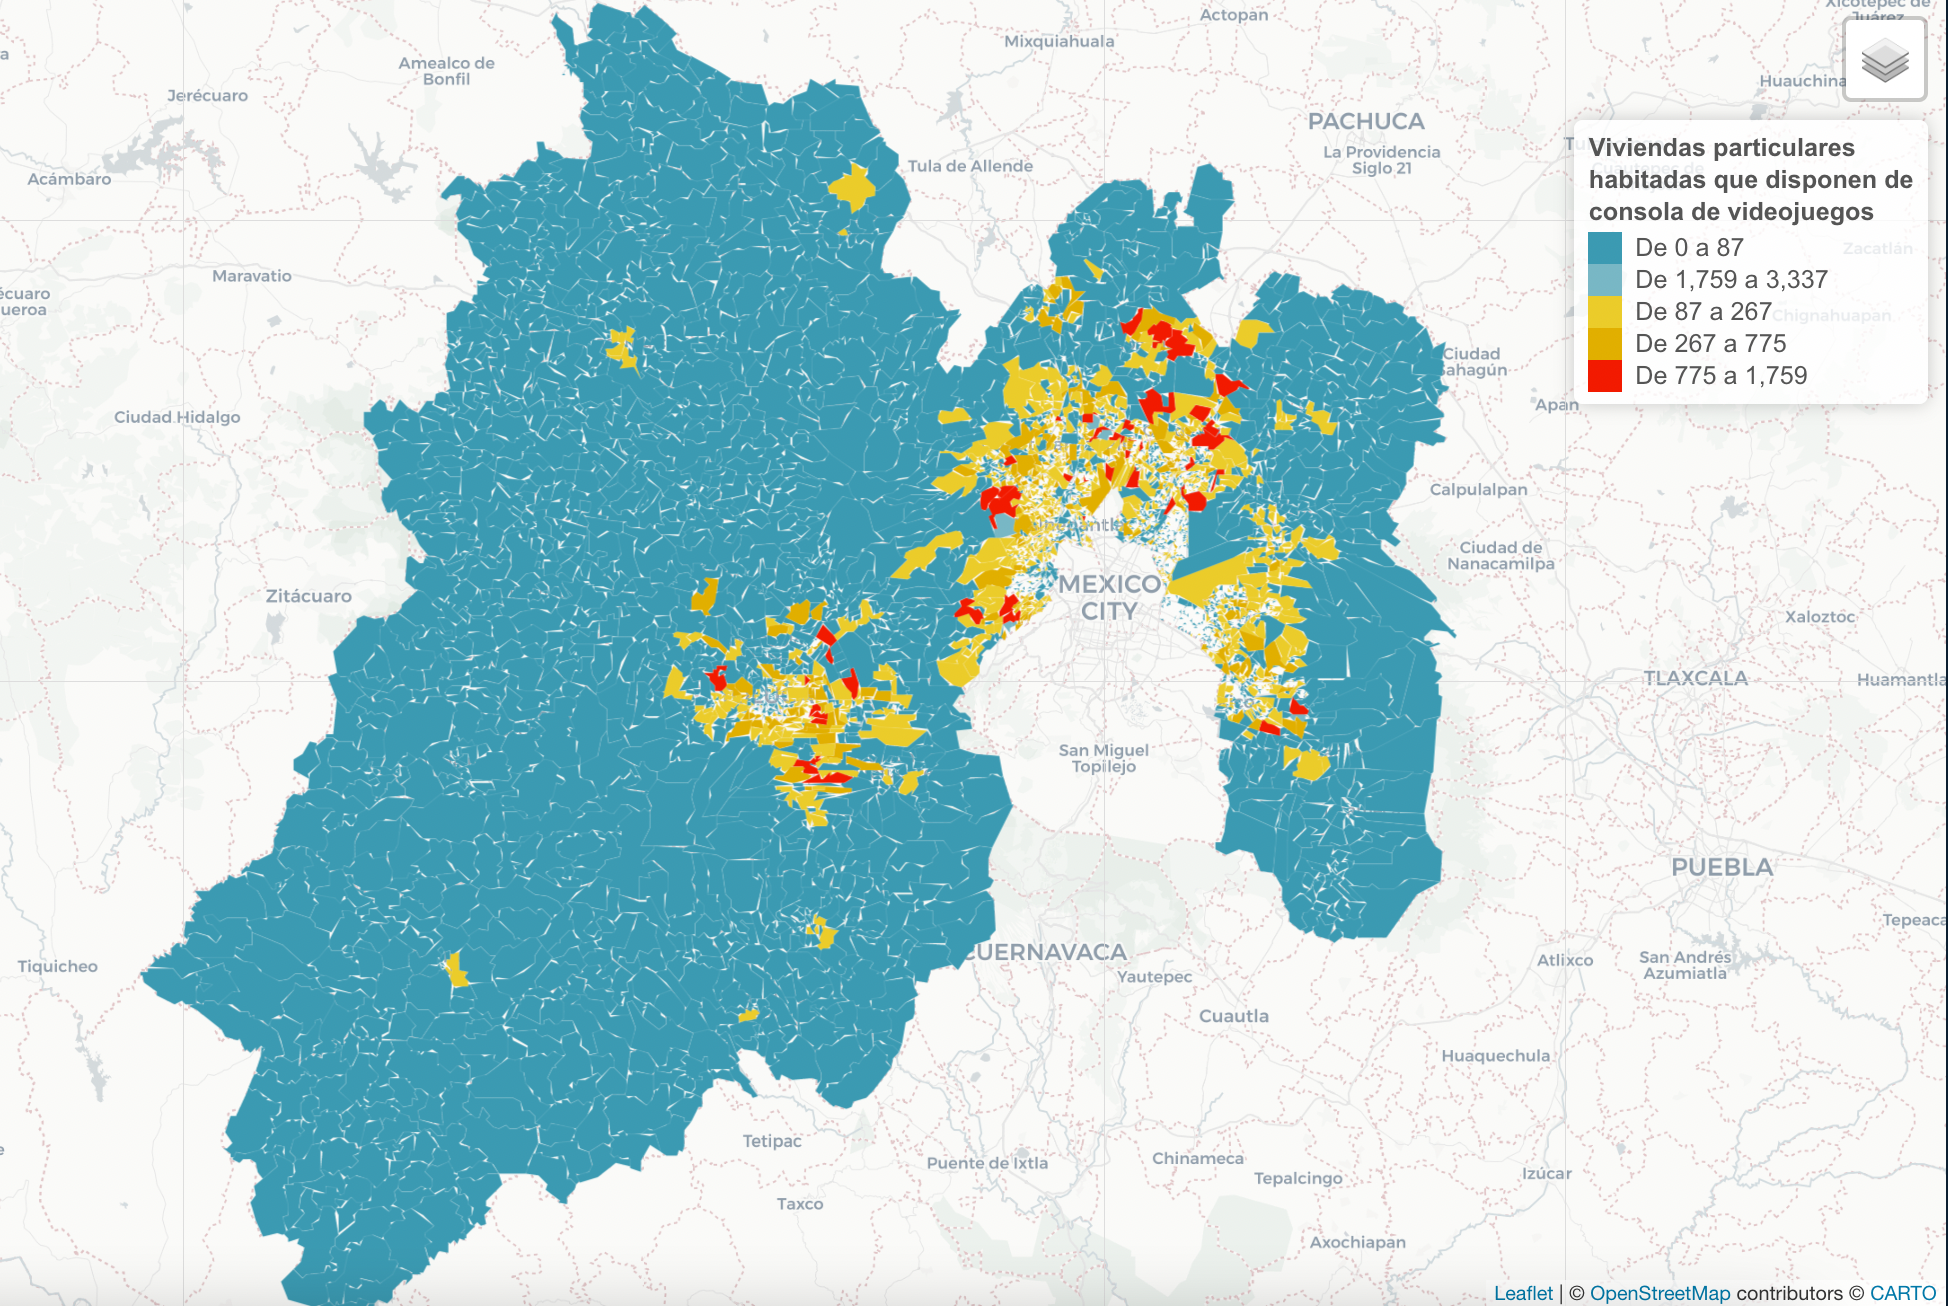 Actopan
Xicotepec de
Juárez
Mixquiahuala
Amealco de
Bonfil
Huauchina
Jerécuaro
PACHUCA
La Providencia
Siglo 21
Tula de Allende
Acámbaro
Viviendas particulares
habitadas que disponen de
consola de videojuegos
De 0 a 87
De 1,759 a 3,337
De 87 a 267
De 267 a 775
De 775 a 1,759
Zacatlán
Chignahuapan
Maravatio
écuaro
ueroa
Ciudad
Sahagún
Apan
Ciudad Hidalgo
Calpulalpan
Ciudad de
Nanacamilpa
MEXICO
CITY
Zitácuaro
Xaloztoc
TLAXCALA
Huamantla
San Miguel
Topilejo
PUEBLA
Tepeaca
CUERNAVACA
Yautepec
Tiquicheo
Atlixco
San Andrés
Azumiatla
Cuautla
Huaquechula
Tetipac
Puente de Ixtla
Chinameca
Tepalcingo
Izúcar
Taxco
Axochiapan
Leaflet | © OpenStreetMap contributors © CARTO